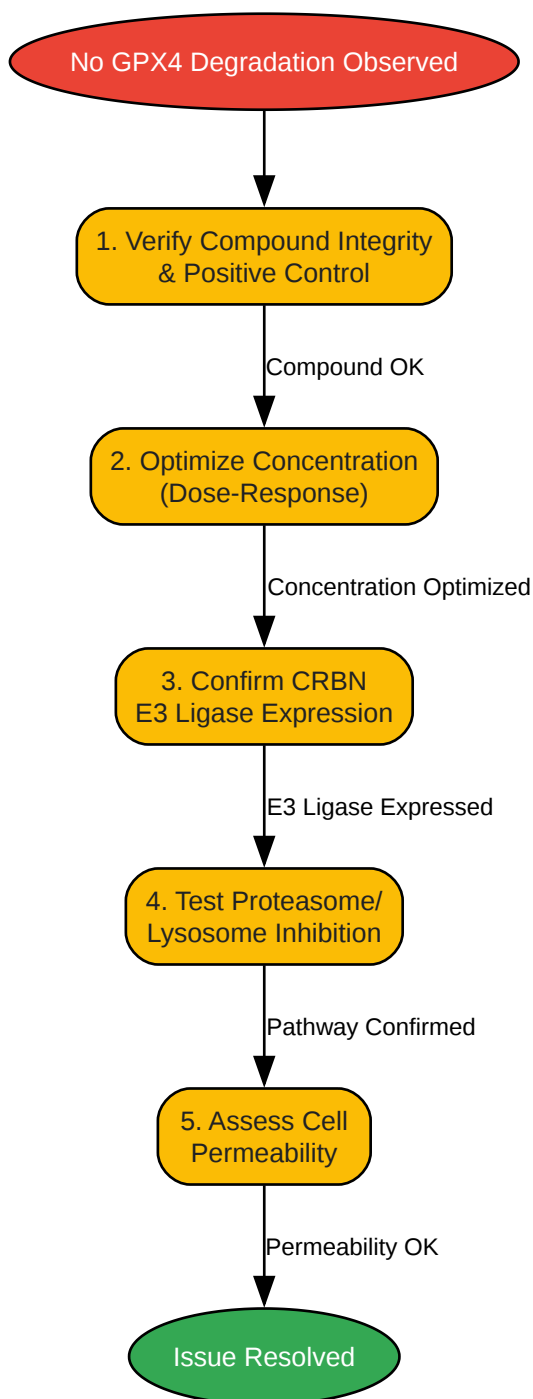 No GPX4 Degradation Observed
1. Verify Compound Integrity
& Positive Control
Compound OK
2. Optimize Concentration
(Dose-Response)
Concentration Optimized
3. Confirm CRBN
E3 Ligase Expression
E3 Ligase Expressed
4. Test Proteasome/
Lysosome Inhibition
Pathway Confirmed
5. Assess Cell
Permeability
Permeability OK
Issue Resolved